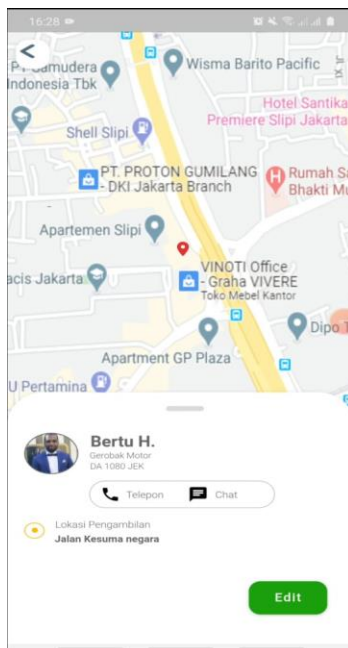 16:28
PT Samudera
Indonesia Tbk
Wisma Barito Pacific
Hotel Santika
Premiere Slipi Jakarta
Shell Slipi
PT. PROTON GUMILANG
- DKI Jakarta Branch
Rumah Sa
Bhakti Mu
Apartemen Slipi
acis Jakarta
VINOTI Office
- Graha VIVERE
Toko Mebel Kantor
Dipo T
Apartment GP Plaza
U Pertamina
Bertu H.
Gerobak Motor
DA 1080 JEK
Telepon
Chat
Lokasi Pengambilan
Jalan Kesuma negara
Edit